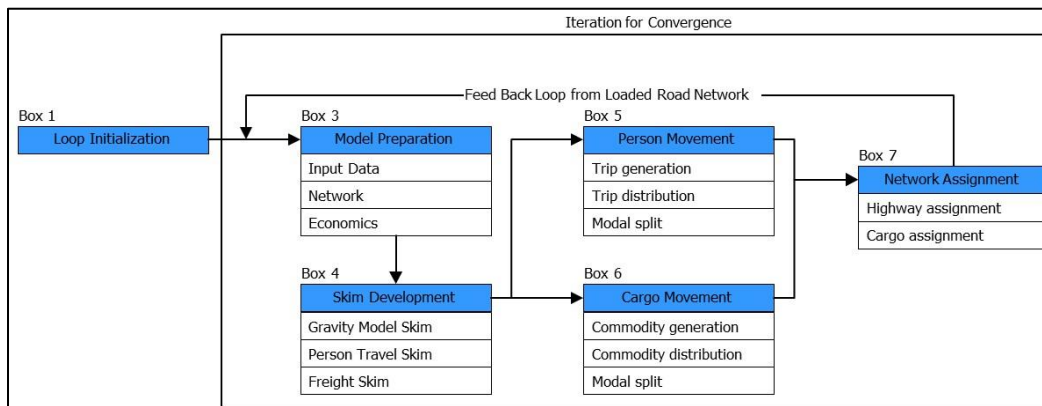 Iteration for Convergence
Feed Back Loop from Loaded Road Network
Box 1
Loop Initialization
Box 3
Model Preparation
Input Data
Network
Economics
Box 4
Skim Development
Gravity Model Skim
Person Travel Skim
Freight Skim
Box 5
Person Movement
Trip generation
Trip distribution
Modal split
Box 6
Cargo Movement
Commodity generation
Commodity distribution
Modal split
Box 7
Network Assignment
Highway assignment
Cargo assignment